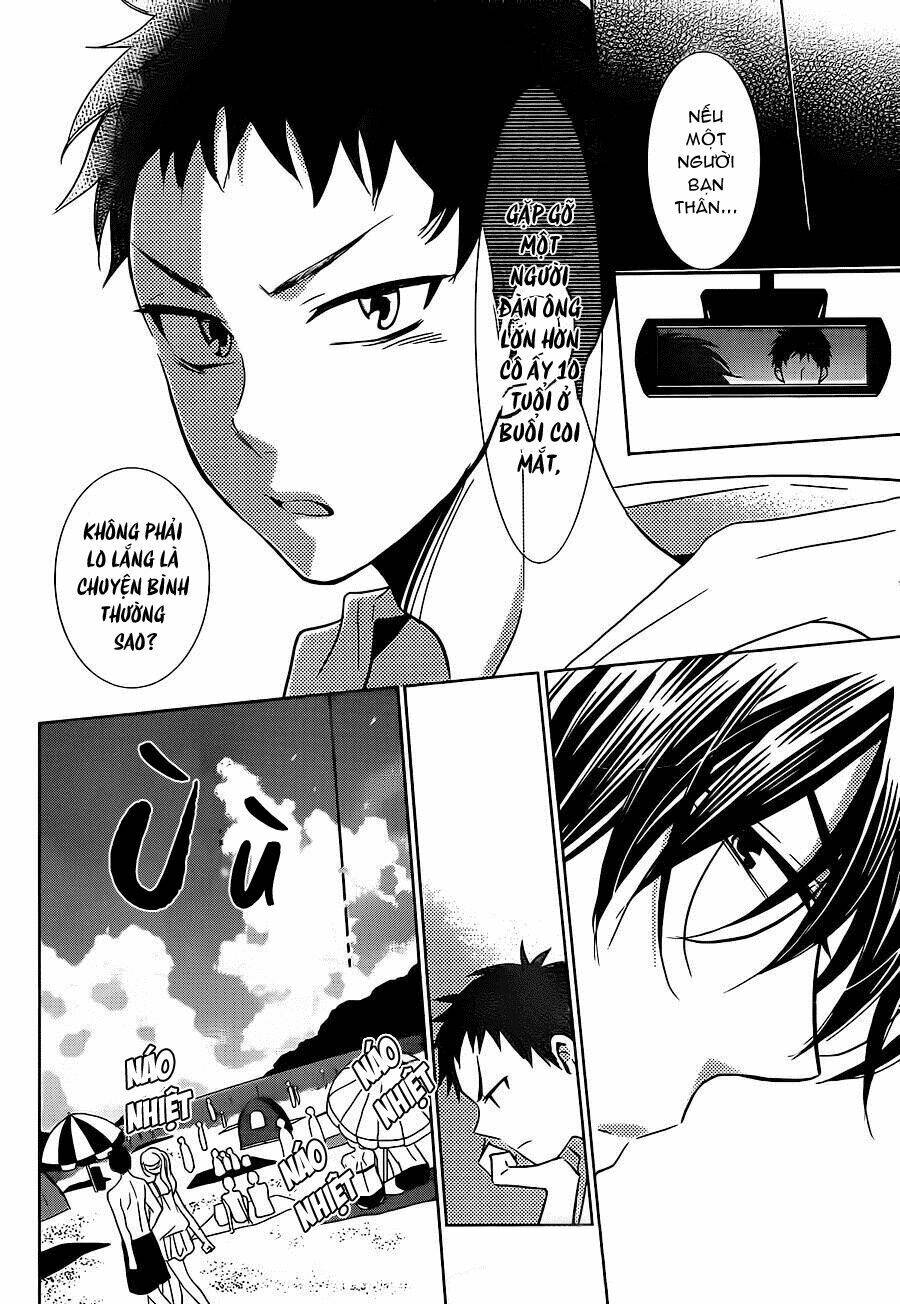 NẾU
MỘT
NGƯỜI
BẠN
THÂN...
GẶP GỠ
MỘT
NGƯỜI
ĐÀN ÔNG
LỚN HƠN
CÔ ẤY 10
TUỔI Ở
BUỔI COI
MẮT,
KHÔNG PHẢI
LO LẮNG LÀ
CHUYỆN BÌNH
THƯỜNG
SAO?
Ừ Ù
NÁO
NHIỆT
NÁO
NHIỆT
NÁO
NHIỆT